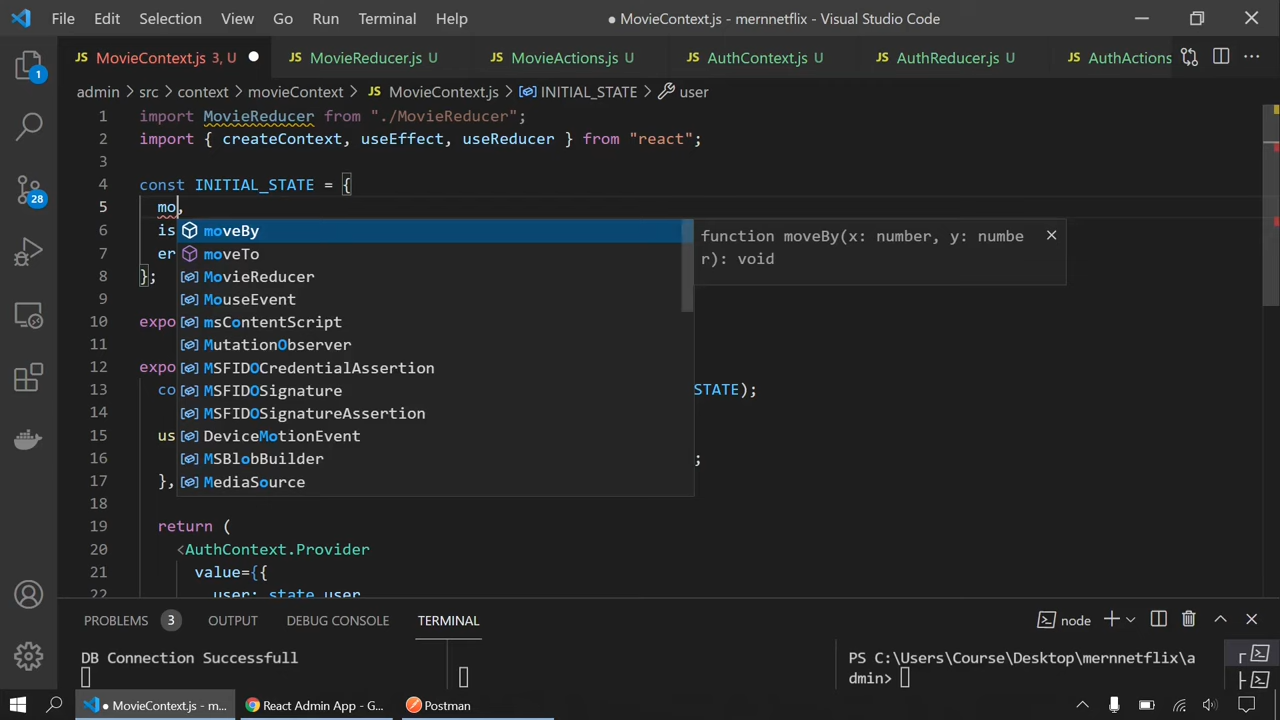 File Edit Selection View Go Run Terminal Help ● MovieContext.js - mernnetflix - Visual Studio Code
JS MovieContext.js 3, U ● JS MovieReducer.js U JS MovieActions.js U JS AuthContext.js U JS AuthReducer.js U JS AuthActions ...
1
admin > src > context > movieContext > JS MovieContext.js > INITIAL_STATE > user
1 import MovieReducer from "./MovieReducer";
2 import { createContext, useEffect, useReducer } from "react";
3
4 const INITIAL_STATE = {
5 mo,
6 is moveBy function moveBy(x: number, y: numbe
r): void
7 er moveTo
8 }; MovieReducer
9 MouseEvent
10 expo msContentScript
11 MutationObserver
12 expo MSFIDOCredentialAssertion
13 co MSFIDOSignature STATE);
14 MSFIDOSignatureAssertion
15 us DeviceMotionEvent
16 MSBlobBuilder ;
17 }, MediaSource
18
19 return (
20 <AuthContext.Provider
21 value={{
22 user: state.user
28
PROBLEMS 3 OUTPUT DEBUG CONSOLE TERMINAL node
DB Connection Successfull
PS C:\Users\Course\Desktop\mernnetflix\a
dmin>
MovieContext.js - m... React Admin App - G... Postman